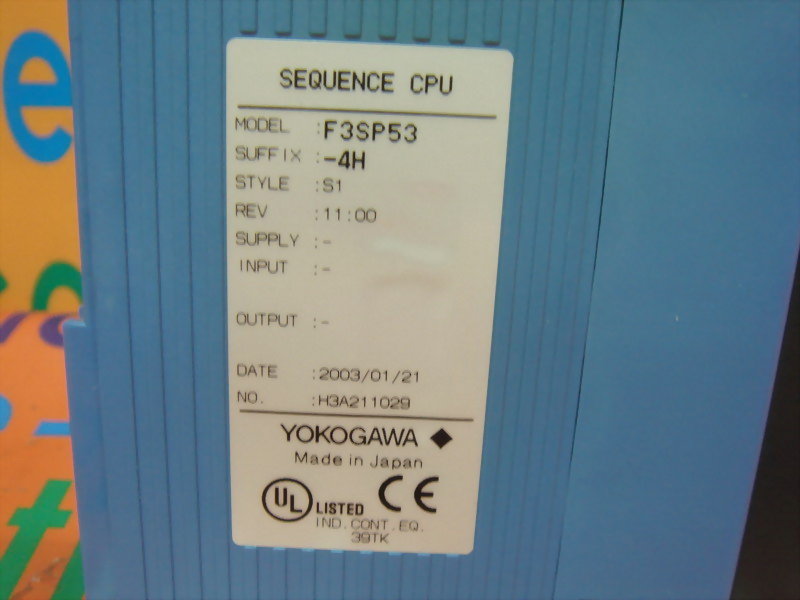 SEQUENCE CPU
MODEL :F3SP53
SUFFIX :-4H
STYLE :S1
REV :11:00
SUPPLY :-
INPUT :-
OUTPUT :-
DATE :2003/01/21
NO. :H3A211029
YOKOGAWA ◆
Made in Japan
UL LISTED CE
IND. CONT. EQ.
39TK